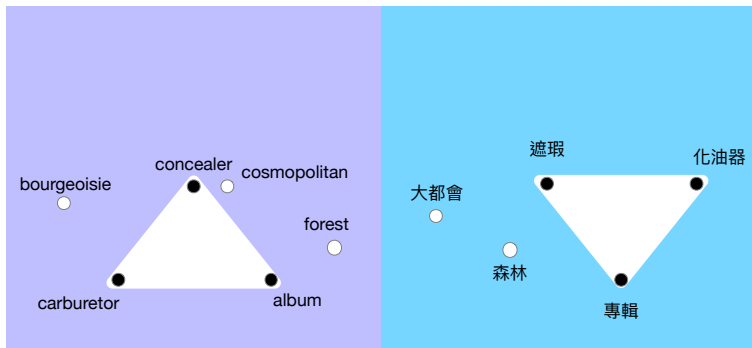 concealer
cosmopolitan
bourgeoisie
forest
carburetor
album
遮瑕
化油器
大都會
森林
專輯